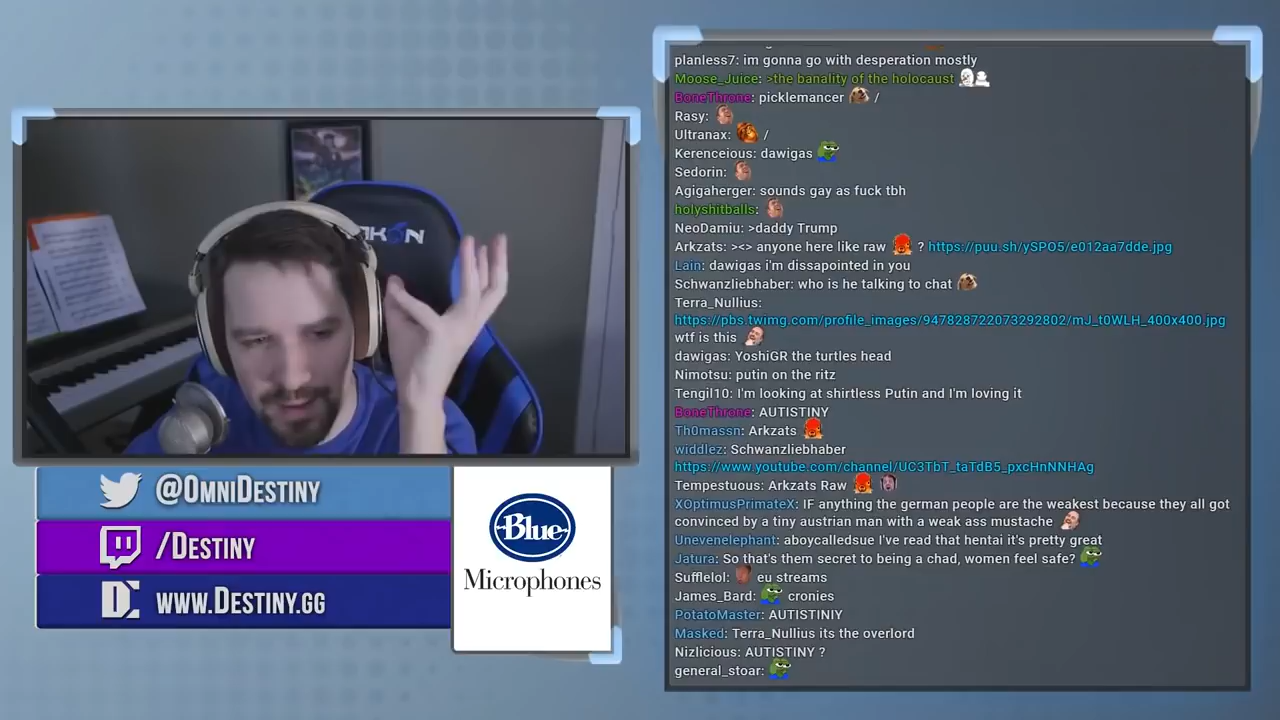 planless7: im gonna go with desperation mostly
Moose_Juice: >the banality of the holocaust
BoneThrone: picklemancer /
Rasy:
Ultranax: /
Kerenceious: dawigas
Sedorin:
Agigaherger: sounds gay as fuck tbh
holyshitballs:
NeoDamiu: >daddy Trump
Arkzats: ><> anyone here like raw ? https://puu.sh/ySPO5/e012aa7dde.jpg
Lain: dawigas i'm dissapointed in you
Schwanzliebhaber: who is he talking to chat
Terra_Nullius:
https://pbs.twimg.com/profile_images/947828722073292802/mJ_t0WLH_400x400.jpg
wtf is this
dawigas: YoshiGR the turtles head
Nimotsu: putin on the ritz
Tengil10: I'm looking at shirtless Putin and I'm loving it
BoneThrone: AUTISTINY
Th0massn: Arkzats
widdlez: Schwanzliebhaber
https://www.youtube.com/channel/UC3TbT_taTdB5_pxcHnNNHAg
Tempestuous: Arkzats Raw
XOptimusPrimateX: IF anything the german people are the weakest because they all got
convinced by a tiny austrian man with a weak ass mustache
Unevenelephant: aboycalledsue I've read that hentai it's pretty great
Jatura: So that's them secret to being a chad, women feel safe?
Sufflelol: eu streams
James_Bard: cronies
PotatoMaster: AUTISTINIY
Masked: Terra_Nullius its the overlord
Nizlicious: AUTISTINY ?
general_stoar:
@OmniDestiny
/Destiny
www.Destiny.gg
Blue
Microphones